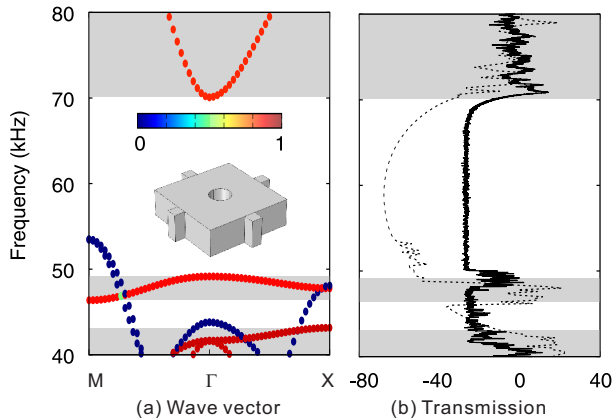 Frequency (kHz)
80
70
60
50
40
0 1
M Γ X
(a) Wave vector
-80 -40 0 40
(b) Transmission